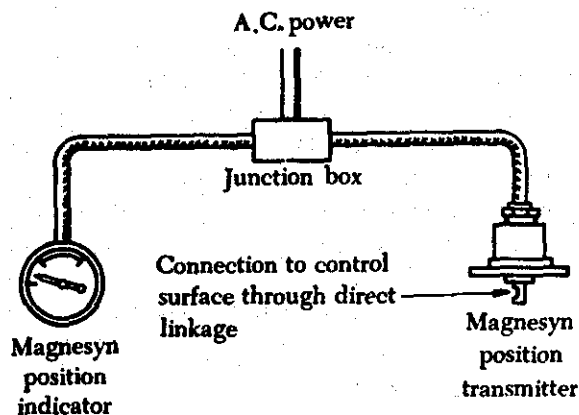 A.C. power
Junction box
Connection to control
surface through direct
linkage
Magnesyn
position
indicator
Magnesyn
position
transmitter